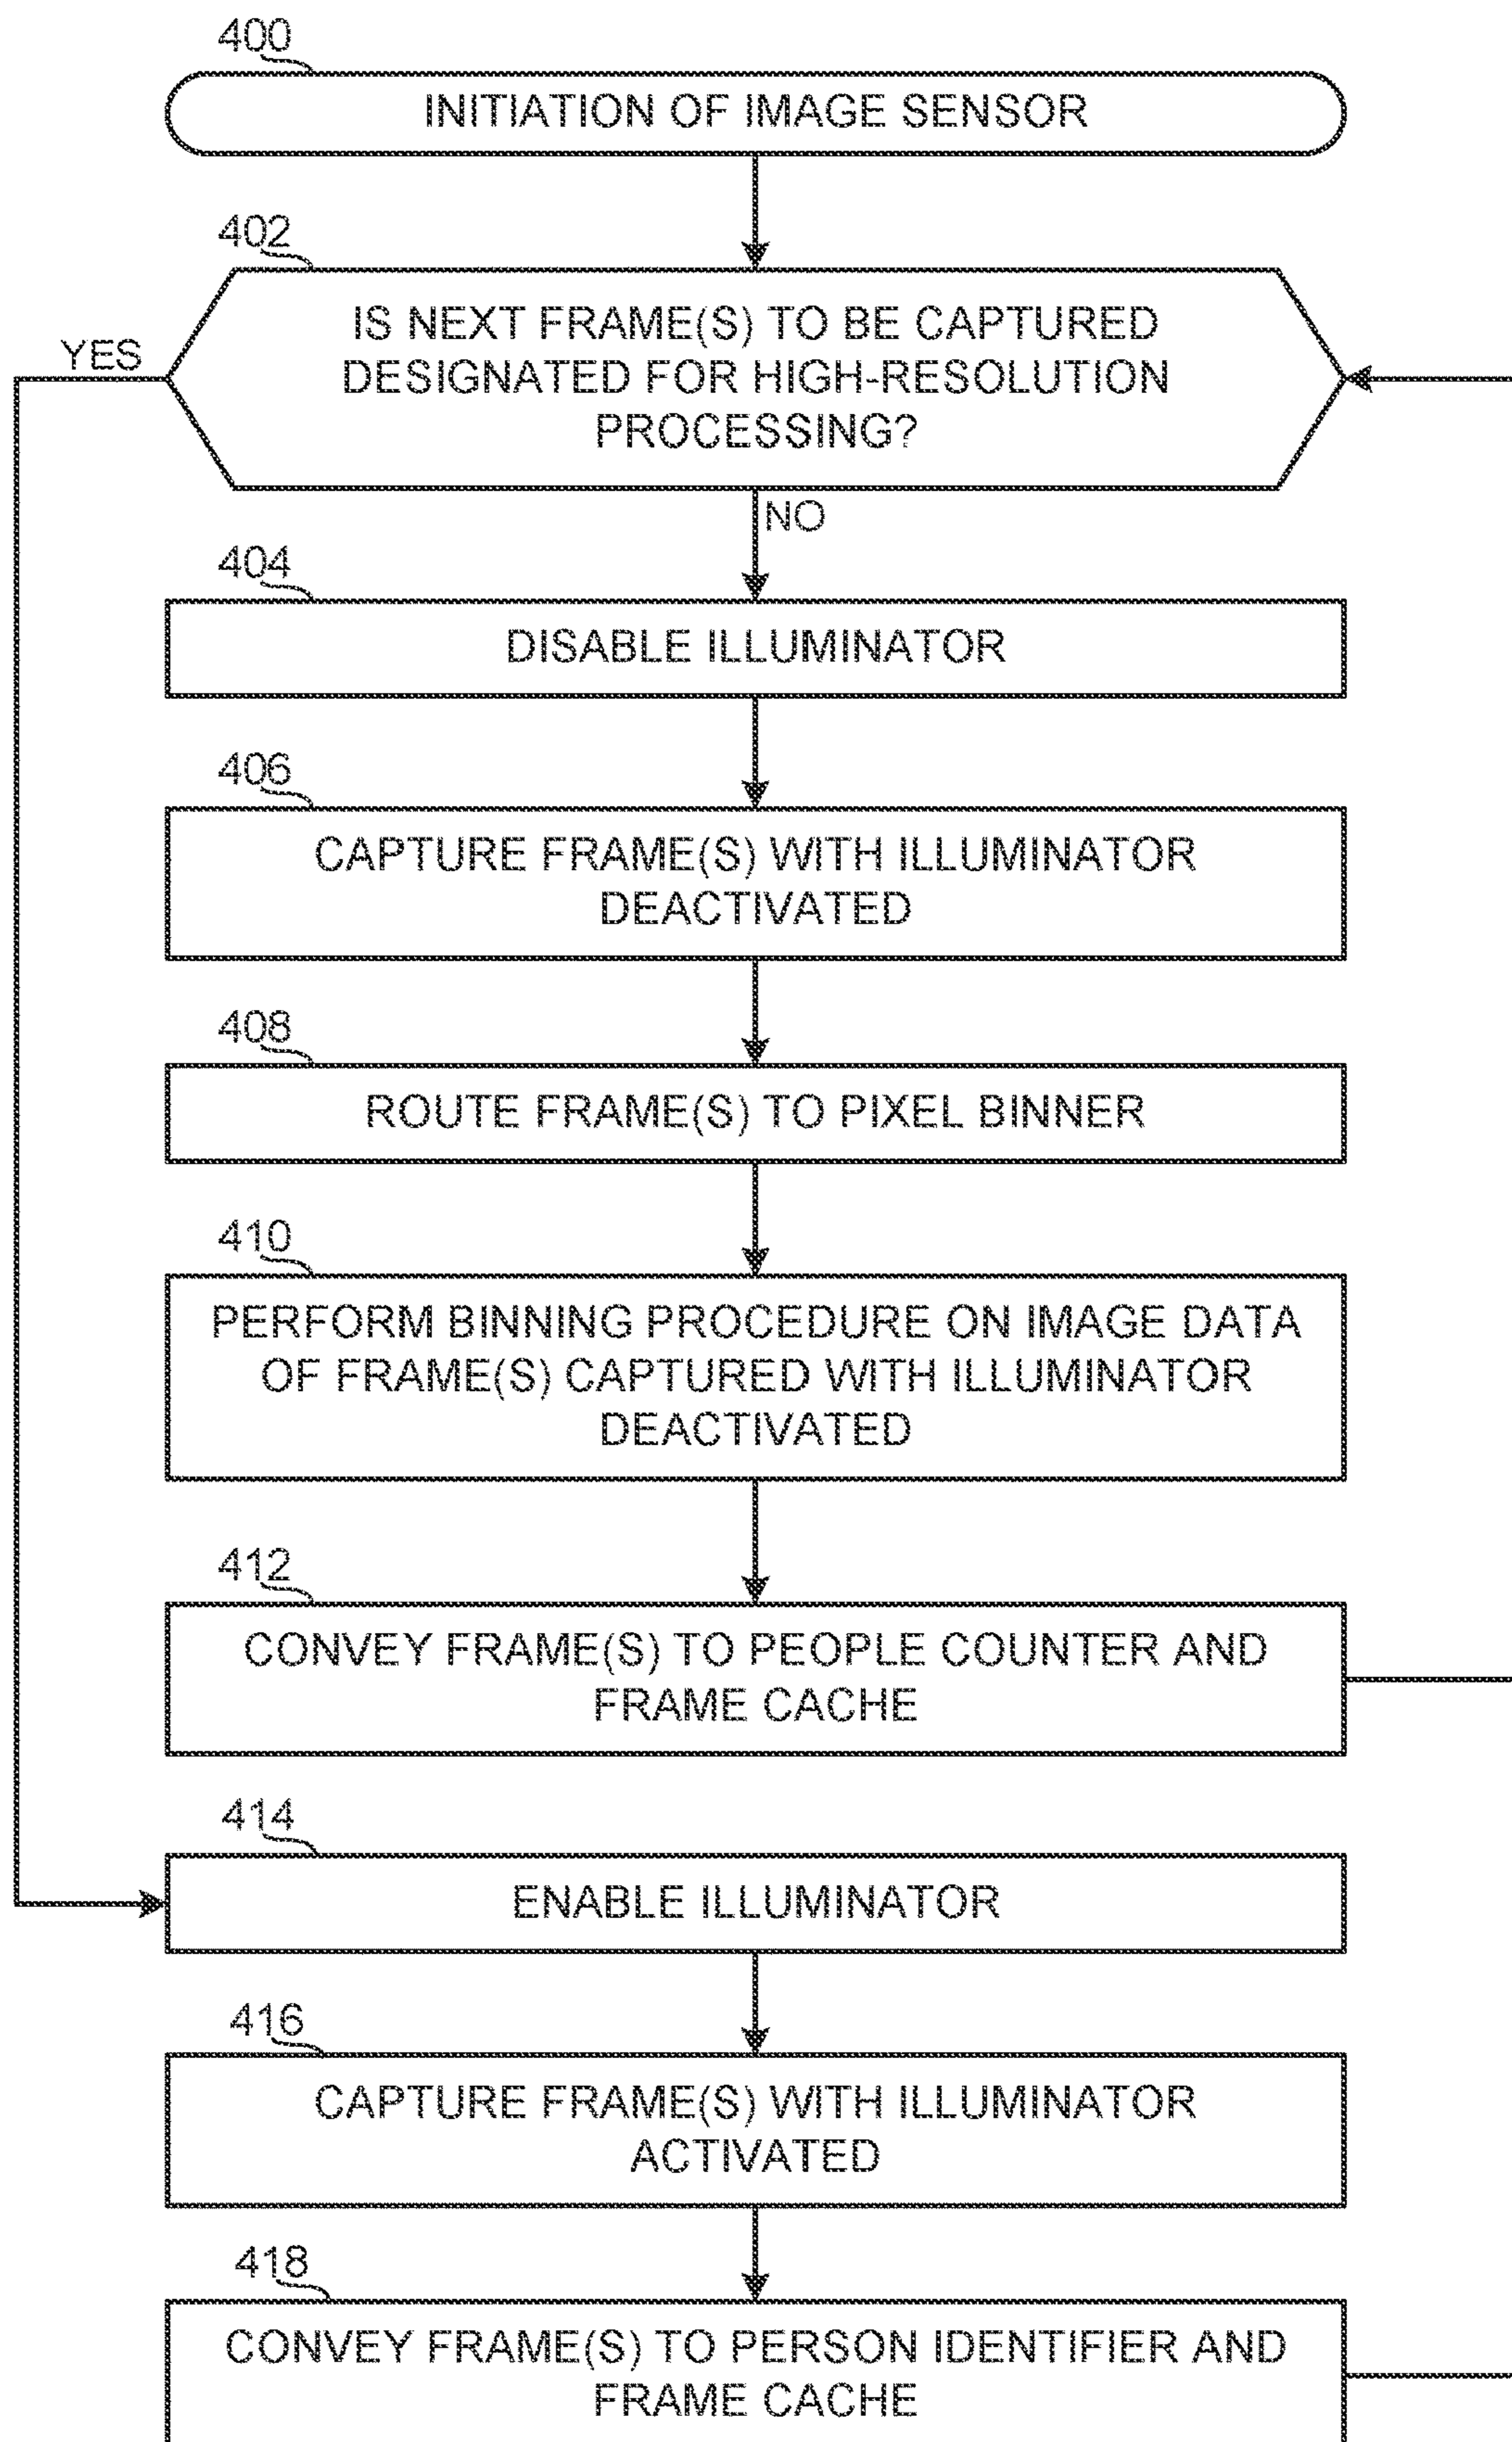 400
INITIATION OF IMAGE SENSOR
402
IS NEXT FRAME(S) TO BE CAPTURED
DESIGNATED FOR HIGH-RESOLUTION
PROCESSING?
YES
NO
404
DISABLE ILLUMINATOR
406
CAPTURE FRAME(S) WITH ILLUMINATOR
DEACTIVATED
408
ROUTE FRAME(S) TO PIXEL BINNER
410
PERFORM BINNING PROCEDURE ON IMAGE DATA
OF FRAME(S) CAPTURED WITH ILLUMINATOR
DEACTIVATED
412
CONVEY FRAME(S) TO PEOPLE COUNTER AND
FRAME CACHE
414
ENABLE ILLUMINATOR
416
CAPTURE FRAME(S) WITH ILLUMINATOR
ACTIVATED
418
CONVEY FRAME(S) TO PERSON IDENTIFIER AND
FRAME CACHE